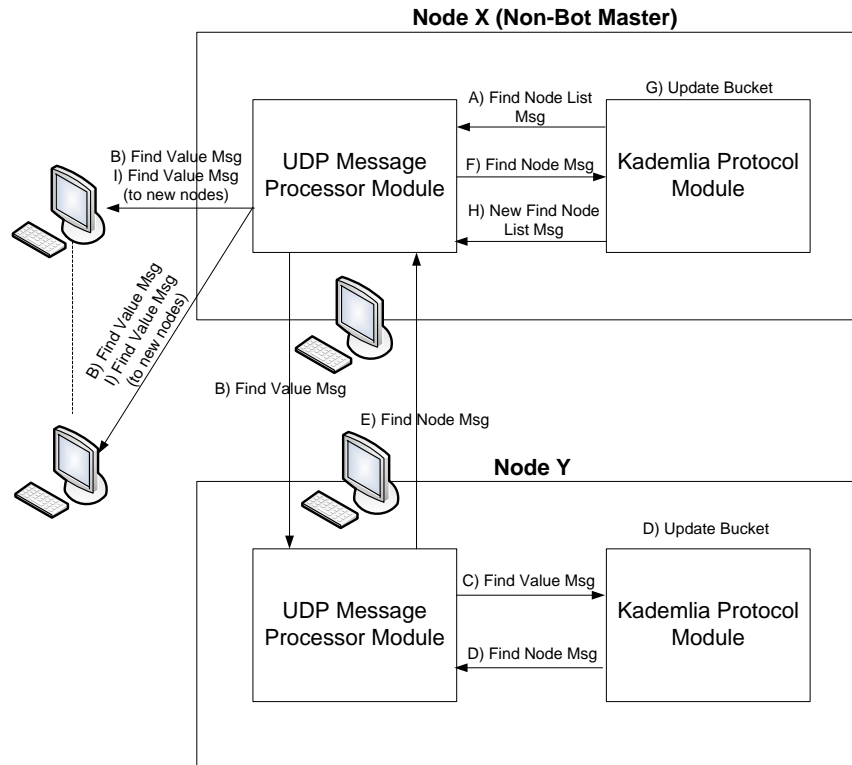 Node X (Non-Bot Master)
A) Find Node List
Msg
G) Update Bucket
B) Find Value Msg
I) Find Value Msg
(to new nodes)
UDP Message
Processor Module
F) Find Node Msg
Kademlia Protocol
Module
H) New Find Node
List Msg
B) Find Value Msg
I) Find Value Msg
(to new nodes)
B) Find Value Msg
E) Find Node Msg
Node Y
D) Update Bucket
UDP Message
Processor Module
C) Find Value Msg
Kademlia Protocol
Module
D) Find Node Msg